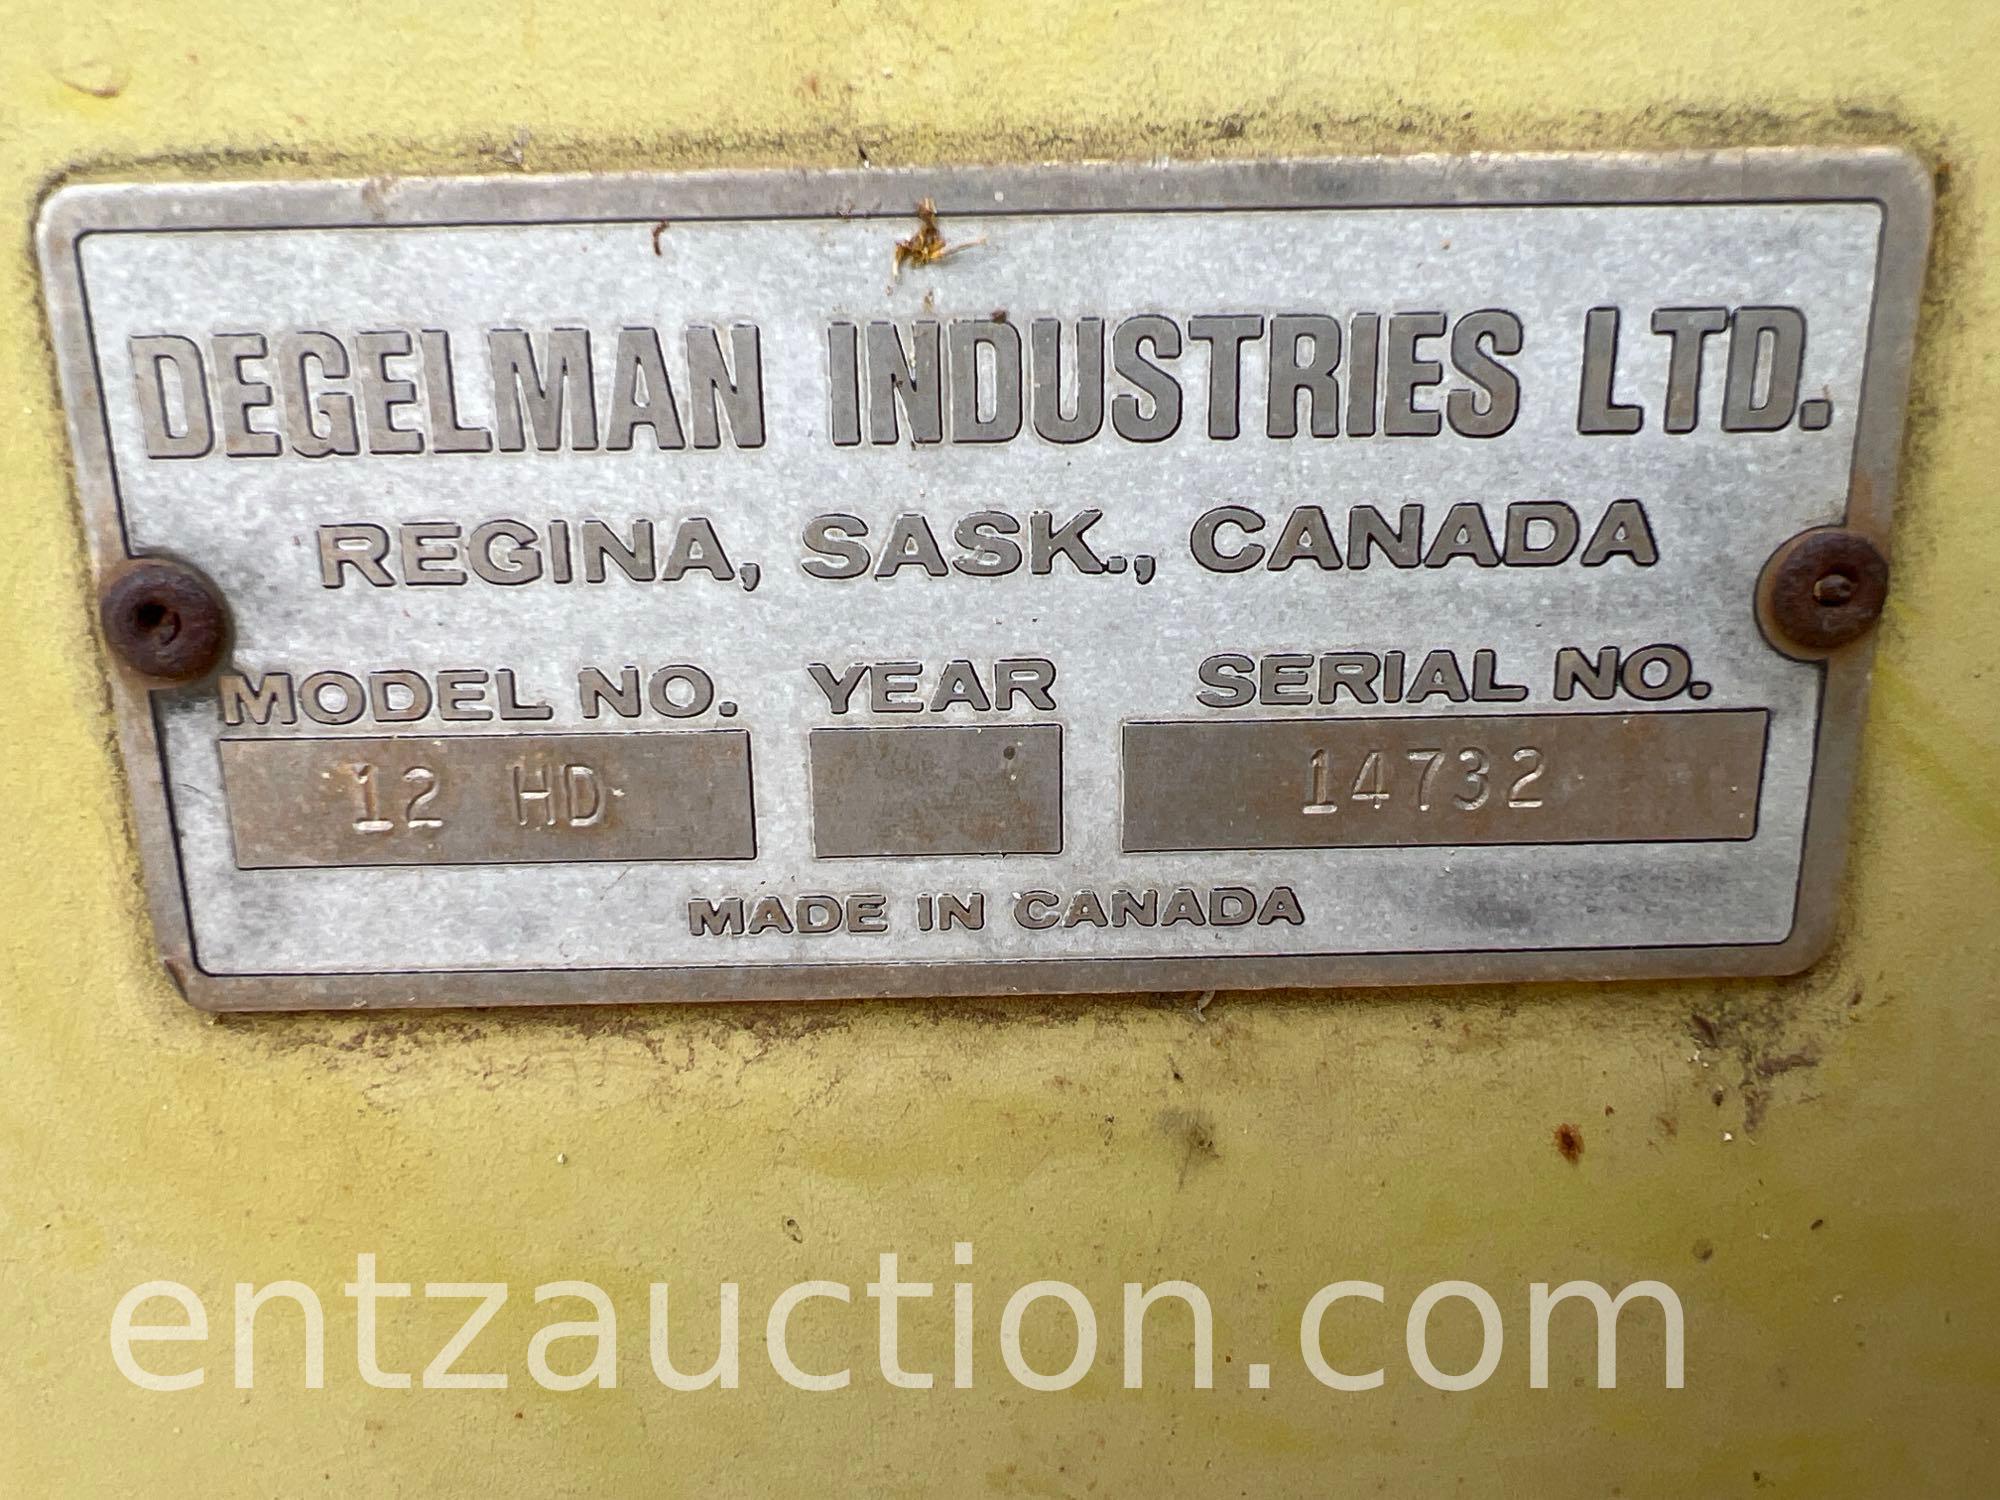 DEGELMAN INDUSTRIES LTD.
REGINA, SASK., CANADA
MODEL NO. YEAR SERIAL NO.
12 HD 14732
MADE IN CANADA
entzauction.com